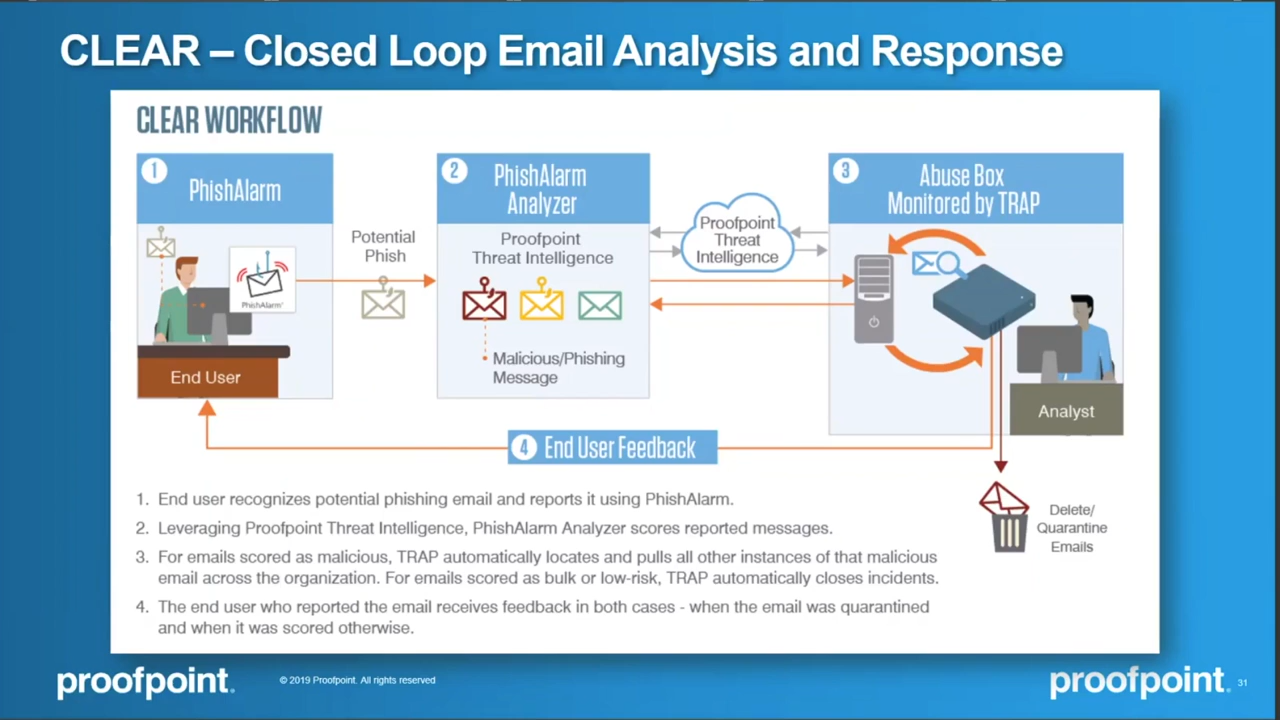 CLEAR – Closed Loop Email Analysis and Response
CLEAR WORKFLOW
1
PhishAlarm
PhishAlarm®
End User
Potential
Phish
2
PhishAlarm
Analyzer
Proofpoint
Threat Intelligence
Malicious/Phishing
Message
Proofpoint
Threat
Intelligence
3
Abuse Box
Monitored by TRAP
Analyst
4 End User Feedback
Delete/
Quarantine
Emails
1. End user recognizes potential phishing email and reports it using PhishAlarm.
2. Leveraging Proofpoint Threat Intelligence, PhishAlarm Analyzer scores reported messages.
3. For emails scored as malicious, TRAP automatically locates and pulls all other instances of that malicious
email across the organization. For emails scored as bulk or low-risk, TRAP automatically closes incidents.
4. The end user who reported the email receives feedback in both cases - when the email was quarantined
and when it was scored otherwise.
proofpoint.
© 2019 Proofpoint. All rights reserved
proofpoint.
31